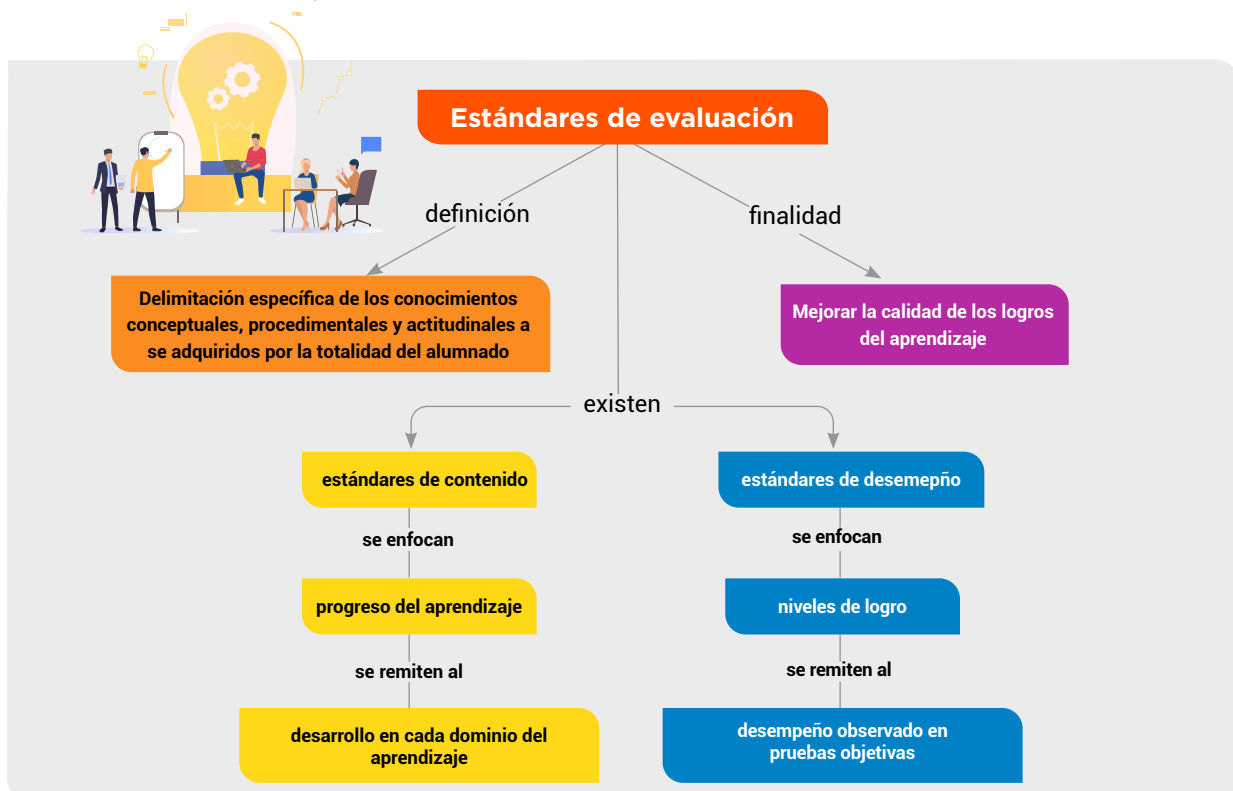 Estándares de evaluación
definición
finalidad
Delimitación específica de los conocimientos
conceptuales, procedimentales y actitudinales a
se adquiridos por la totalidad del alumnado
Mejorar la calidad de los logros
del aprendizaje
existen
estándares de contenido
estándares de desemepño
se enfocan
se enfocan
progreso del aprendizaje
niveles de logro
se remiten al
se remiten al
desarrollo en cada dominio del
aprendizaje
desempeño observado en
pruebas objetivas